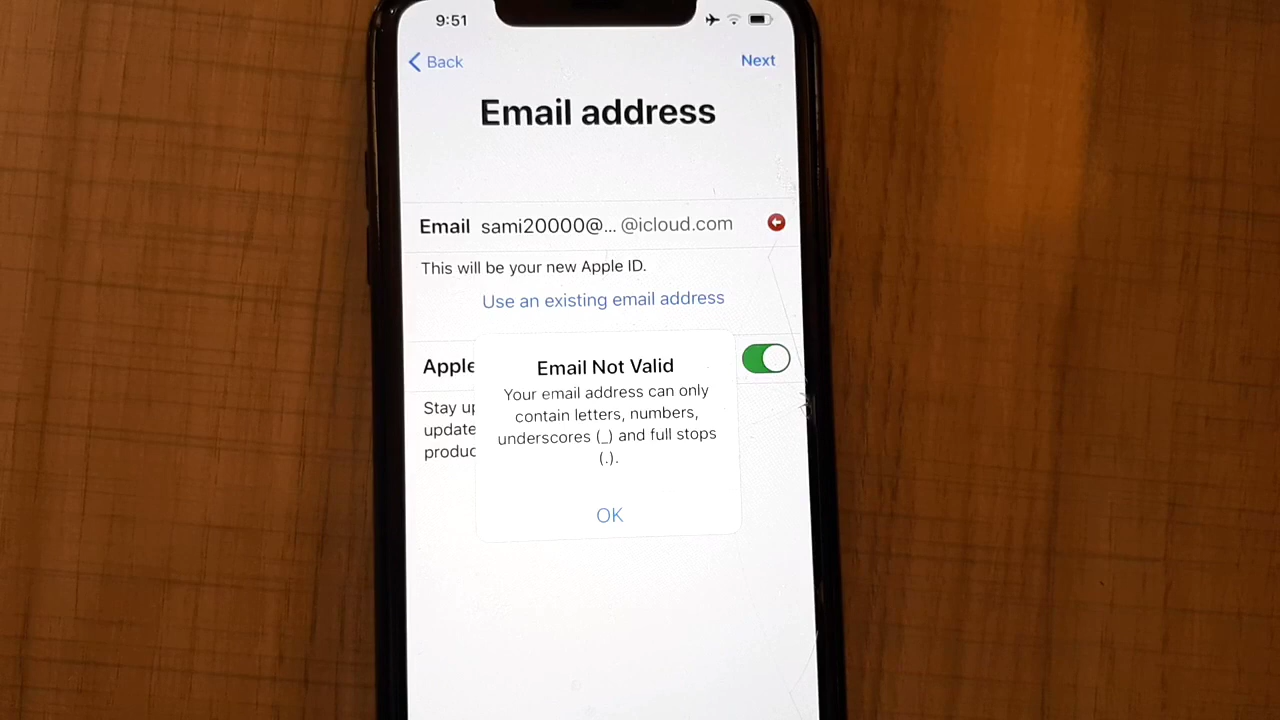 9:51
Back
Next
Email address
Email sami20000@... @icloud.com
This will be your new Apple ID.
Use an existing email address
Apple
Email Not Valid
Your email address can only
contain letters, numbers,
underscores (_) and full stops
(.).
OK
Stay up
update
produc